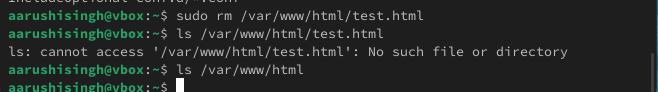 aarushisingh@vbox:~$ sudo rm /var/www/html/test.html
aarushisingh@vbox:~$ ls /var/www/html/test.html
ls: cannot access '/var/www/html/test.html': No such file or directory
aarushisingh@vbox:~$ ls /var/www/html
aarushisingh@vbox:~$